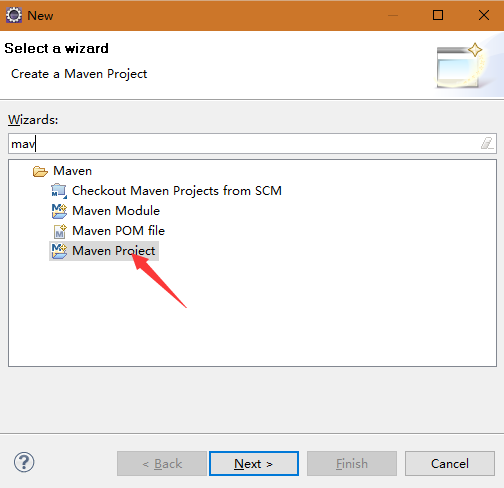 New
Select a wizard
Create a Maven Project
Wizards:
mav
Maven
Checkout Maven Projects from SCM
Maven Module
Maven POM file
Maven Project
? < Back Next > Finish Cancel